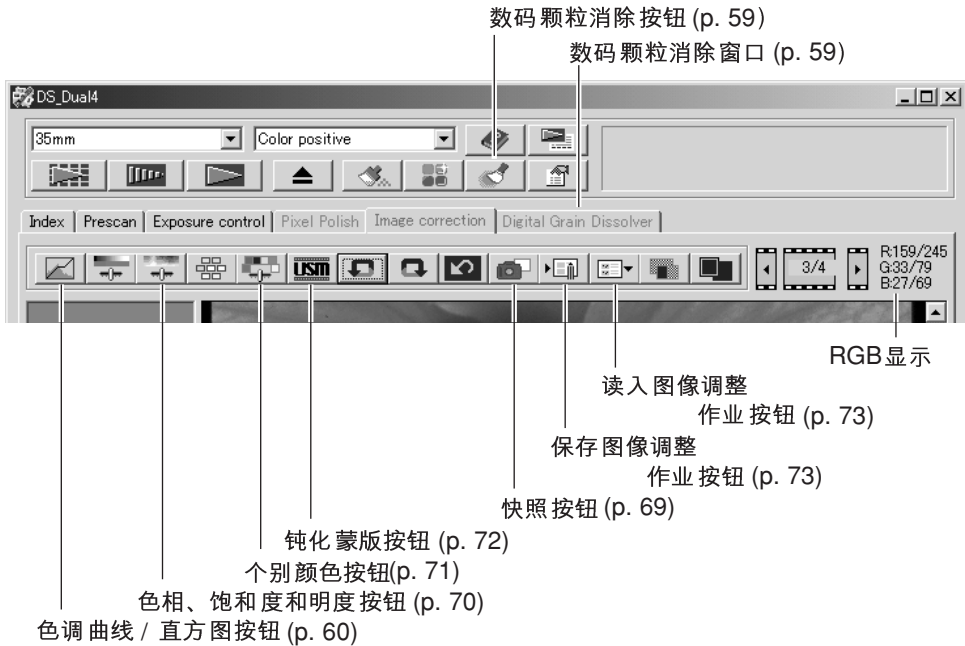 数码颗粒消除按钮 (p. 59)
数码颗粒消除窗口 (p. 59)
DS_Dual4
35mm
Color positive
Index
Prescan
Exposure control
Pixel Polish
Image correction
Digital Grain Dissolver
USM
3/4
R:159/245
G:33/79
B:27/69
RGB显示
读入图像调整
作业按钮 (p. 73)
保存图像调整
作业按钮 (p. 73)
快照按钮 (p. 69)
钝化蒙版按钮 (p. 72)
个别颜色按钮(p. 71)
色相、饱和度和明度按钮 (p. 70)
色调曲线 / 直方图按钮 (p. 60)